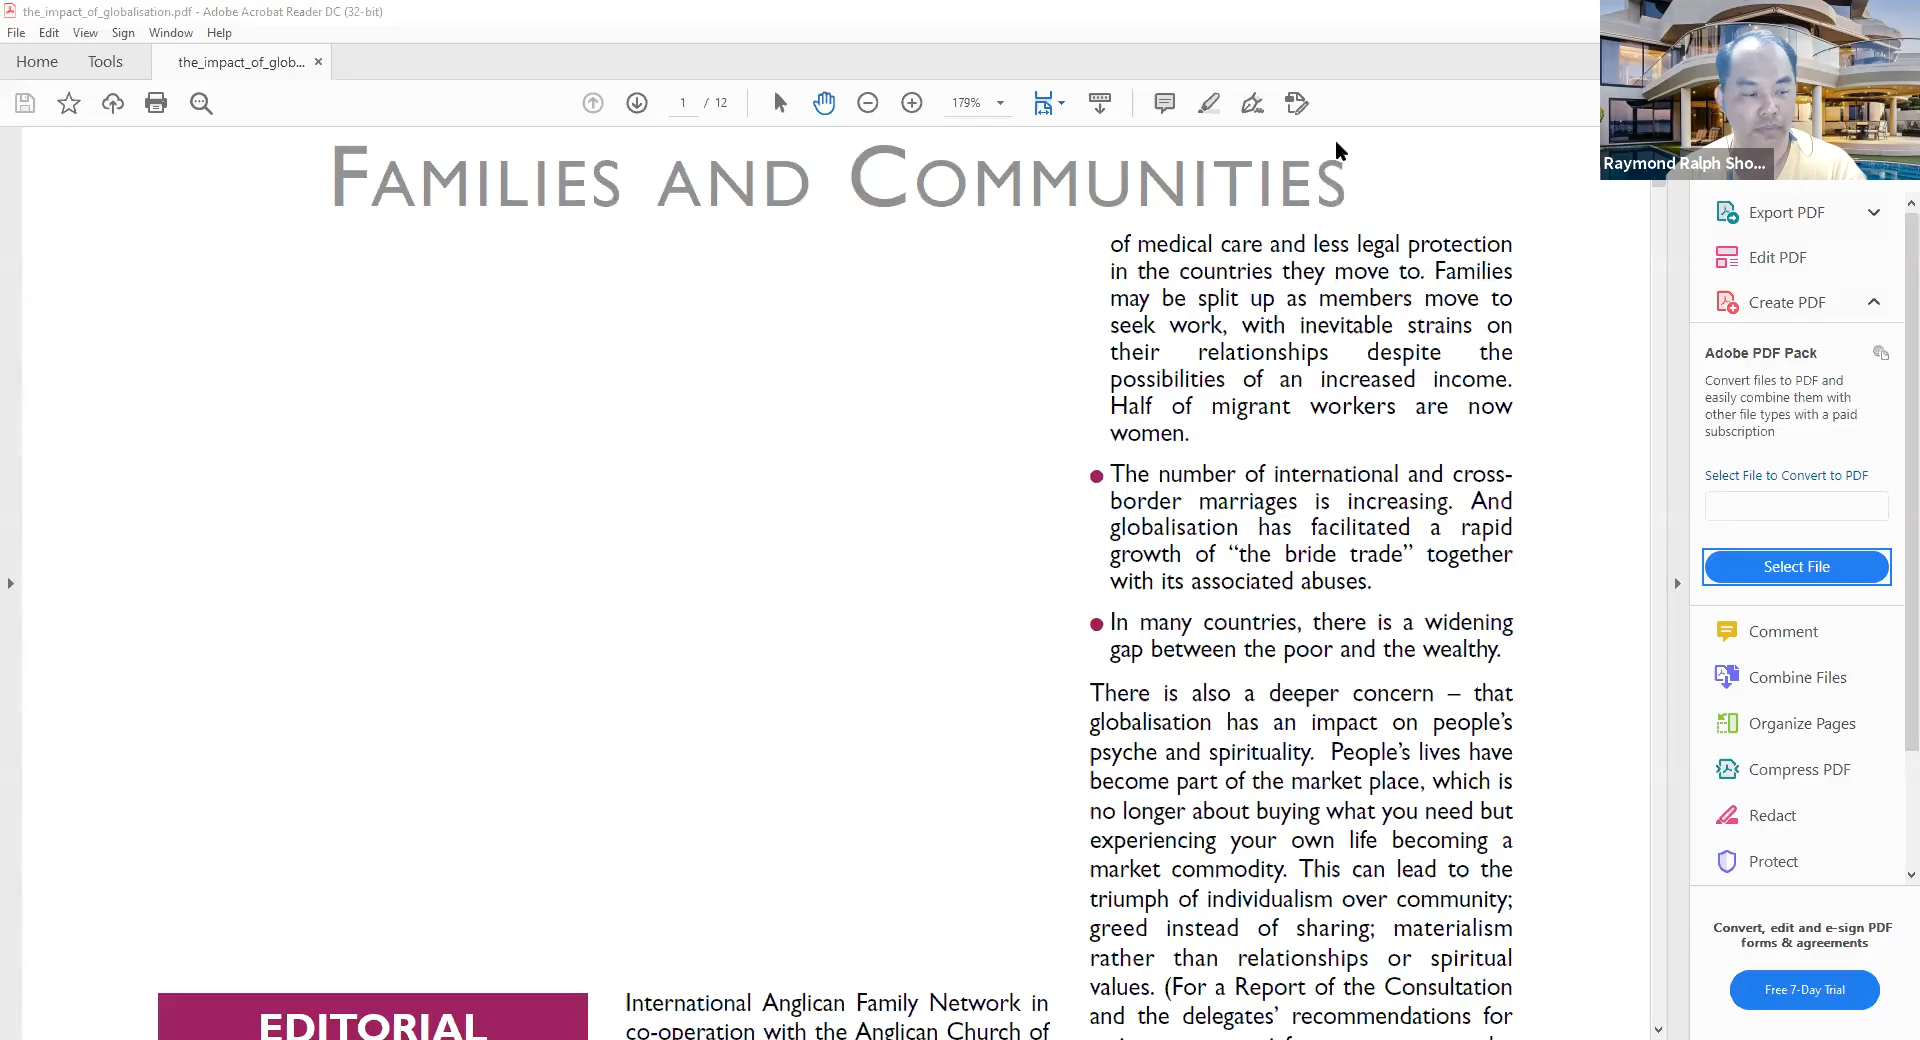 the_impact_of_globalisation.pdf - Adobe Acrobat Reader DC (32-bit)
File Edit View Sign Window Help
Home Tools the_impact_of_glob... ×
1 / 12 179%
Raymond Ralph Sho...
FAMILIES AND COMMUNITIES
of medical care and less legal protection
in the countries they move to. Families
may be split up as members move to
seek work, with inevitable strains on
their relationships despite the
possibilities of an increased income.
Half of migrant workers are now
women.
The number of international and cross-
border marriages is increasing. And
globalisation has facilitated a rapid
growth of “the bride trade” together
with its associated abuses.
In many countries, there is a widening
gap between the poor and the wealthy.
There is also a deeper concern – that
globalisation has an impact on people’s
psyche and spirituality. People’s lives have
become part of the market place, which is
no longer about buying what you need but
experiencing your own life becoming a
market commodity. This can lead to the
triumph of individualism over community;
greed instead of sharing; materialism
rather than relationships or spiritual
values. (For a Report of the Consultation
and the delegates’ recommendations for
EDITORIAL
International Anglican Family Network in
co-operation with the Anglican Church of
Export PDF
Edit PDF
Create PDF
Adobe PDF Pack
Convert files to PDF and
easily combine them with
other file types with a paid
subscription
Select File to Convert to PDF
Select File
Comment
Combine Files
Organize Pages
Compress PDF
Redact
Protect
Convert, edit and e-sign PDF
forms & agreements
Free 7-Day Trial